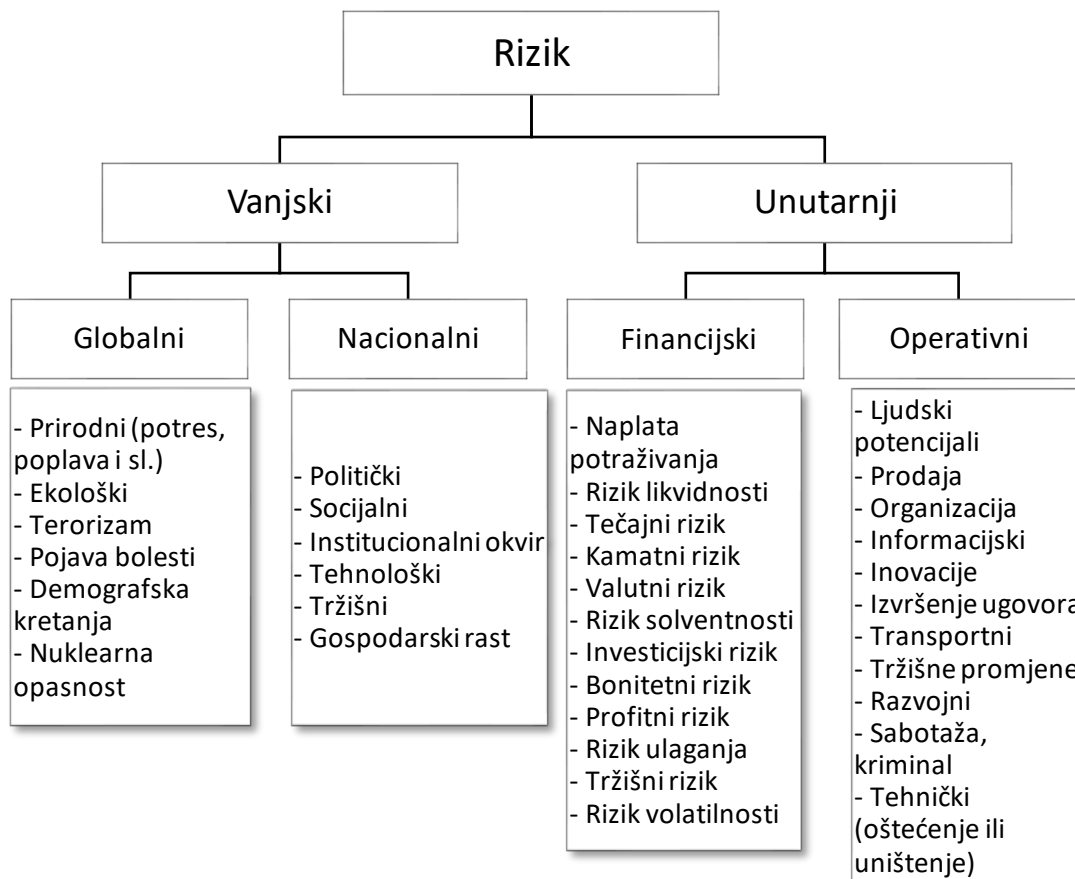 Rizik
Vanjski
Unutarnji
Globalni
Nacionalni
Financijski
Operativni
- Prirodni (potres,
poplava i sl.)
- Ekološki
- Terorizam
- Pojava bolesti
- Demografska
kretanja
- Nuklearna
opasnost
- Politički
- Socijalni
- Institucionalni okvir
- Tehnološki
- Tržišni
- Gospodarski rast
- Naplata
potraživanja
- Rizik likvidnosti
- Tečajni rizik
- Kamatni rizik
- Valutni rizik
- Rizik solventnosti
- Investicijski rizik
- Bonitetni rizik
- Profitni rizik
- Rizik ulaganja
- Tržišni rizik
- Rizik volatilnosti
- Ljudski
potencijali
- Prodaja
- Organizacija
- Informacijski
- Inovacije
- Izvršenje ugovora
- Transportni
- Tržišne promjene
- Razvojni
- Sabotaža,
kriminal
- Tehnički
(oštećenje ili
uništenje)